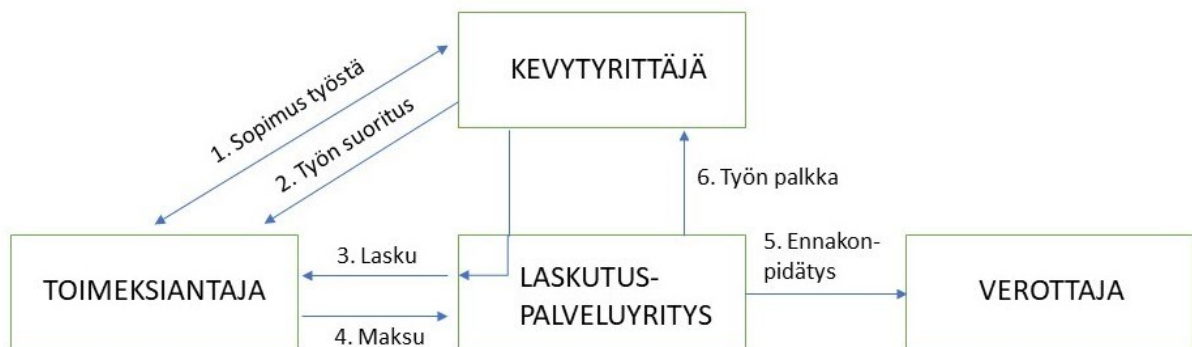 KEVYTYRITTÄJÄ
1. Sopimus työstä
2. Työn suoritus
6. Työn palkka
TOIMEKSIANTAJA
3. Lasku
4. Maksu
LASKUTUS-
PALVELUYRITYS
5. Ennakon-
pidätys
VEROTTAJA